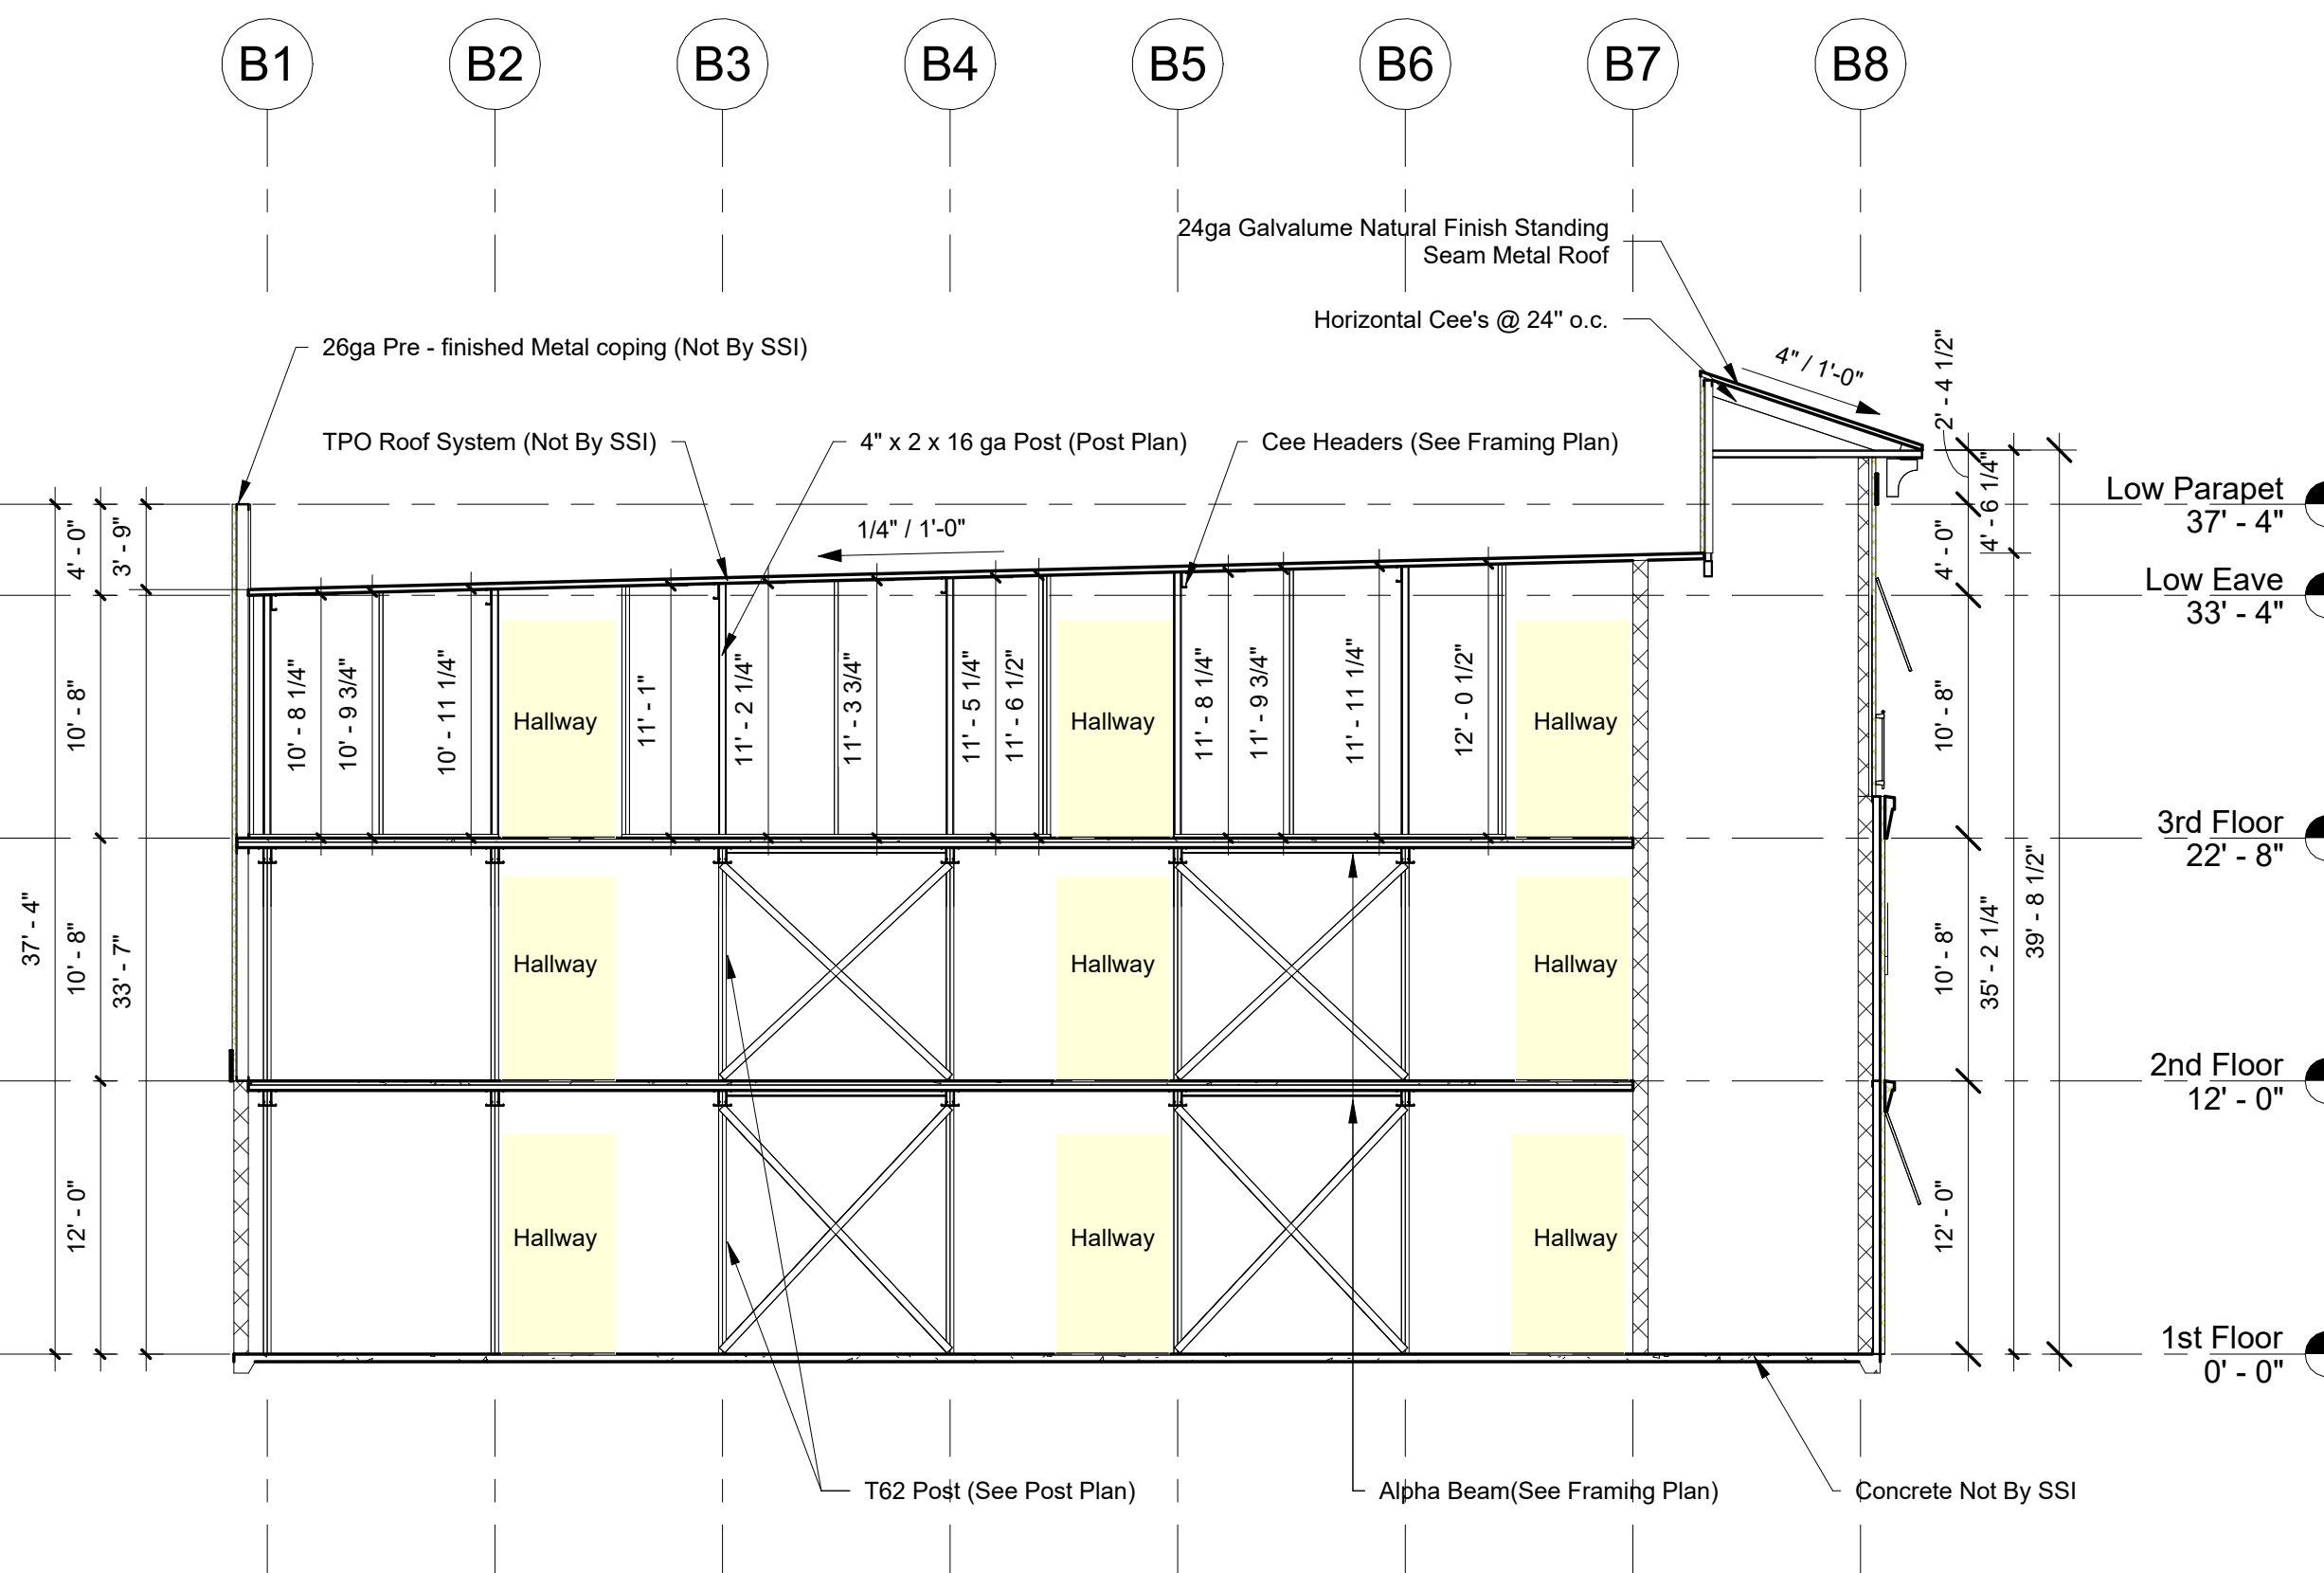 B1
B2
B3
B4
B5
B6
B7
B8
24ga Galvalume Natural Finish Standing
Seam Metal Roof
Horizontal Cee's @ 24" o.c.
26ga Pre - finished Metal coping (Not By SSI)
4" / 1'-0"
2' - 4 1/2"
TPO Roof System (Not By SSI)
4" x 2 x 16 ga Post (Post Plan)
Cee Headers (See Framing Plan)
4' - 6 1/4"
Low Parapet
37' - 4"
1/4" / 1'-0"
4' - 0"
3' - 9"
4' - 0"
Low Eave
33' - 4"
10' - 8"
10' - 8 1/4"
10' - 9 3/4"
10' - 11 1/4"
Hallway
11' - 1"
11' - 2 1/4"
11' - 3 3/4"
11' - 5 1/4"
11' - 6 1/2"
Hallway
11' - 8 1/4"
11' - 9 3/4"
11' - 11 1/4"
12' - 0 1/2"
Hallway
10' - 8"
3rd Floor
22' - 8"
37' - 4"
10' - 8"
33' - 7"
Hallway
Hallway
Hallway
10' - 8"
35' - 2 1/4"
39' - 8 1/2"
2nd Floor
12' - 0"
12' - 0"
Hallway
Hallway
Hallway
12' - 0"
1st Floor
0' - 0"
T62 Post (See Post Plan)
Alpha Beam(See Framing Plan)
Concrete Not By SSI